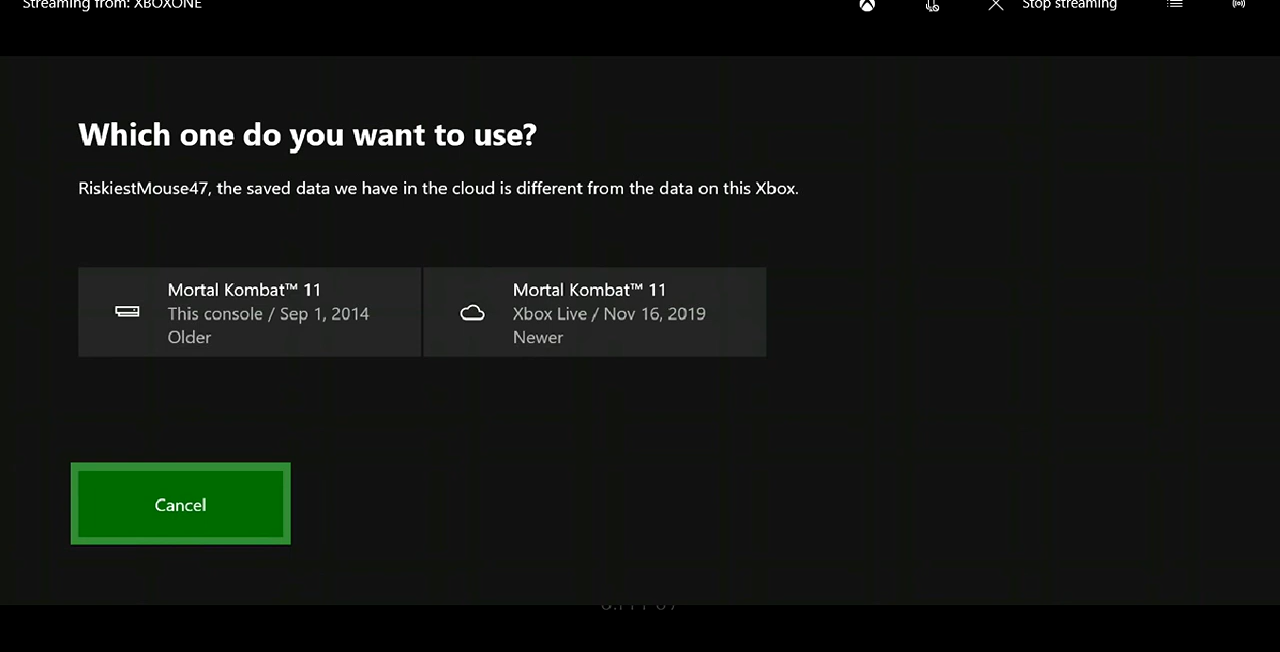 Streaming from: XBOXONE
Stop streaming
Which one do you want to use?
RiskiestMouse47, the saved data we have in the cloud is different from the data on this Xbox.
Mortal Kombat™ 11
This console / Sep 1, 2014
Older
Mortal Kombat™ 11
Xbox Live / Nov 16, 2019
Newer
Cancel